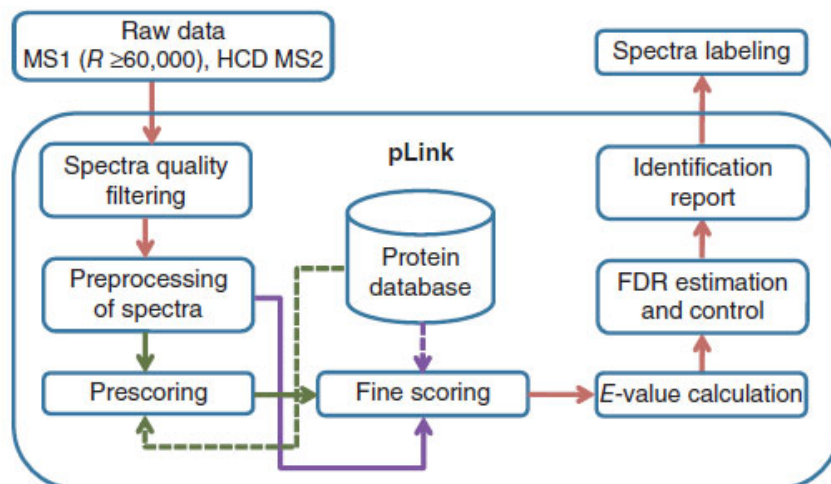 Raw data
MS1 (R ≥60,000), HCD MS2
Spectra labeling
pLink
Spectra quality
filtering
Identification
report
Protein
database
Preprocessing
of spectra
FDR estimation
and control
Prescoring
Fine scoring
E-value calculation